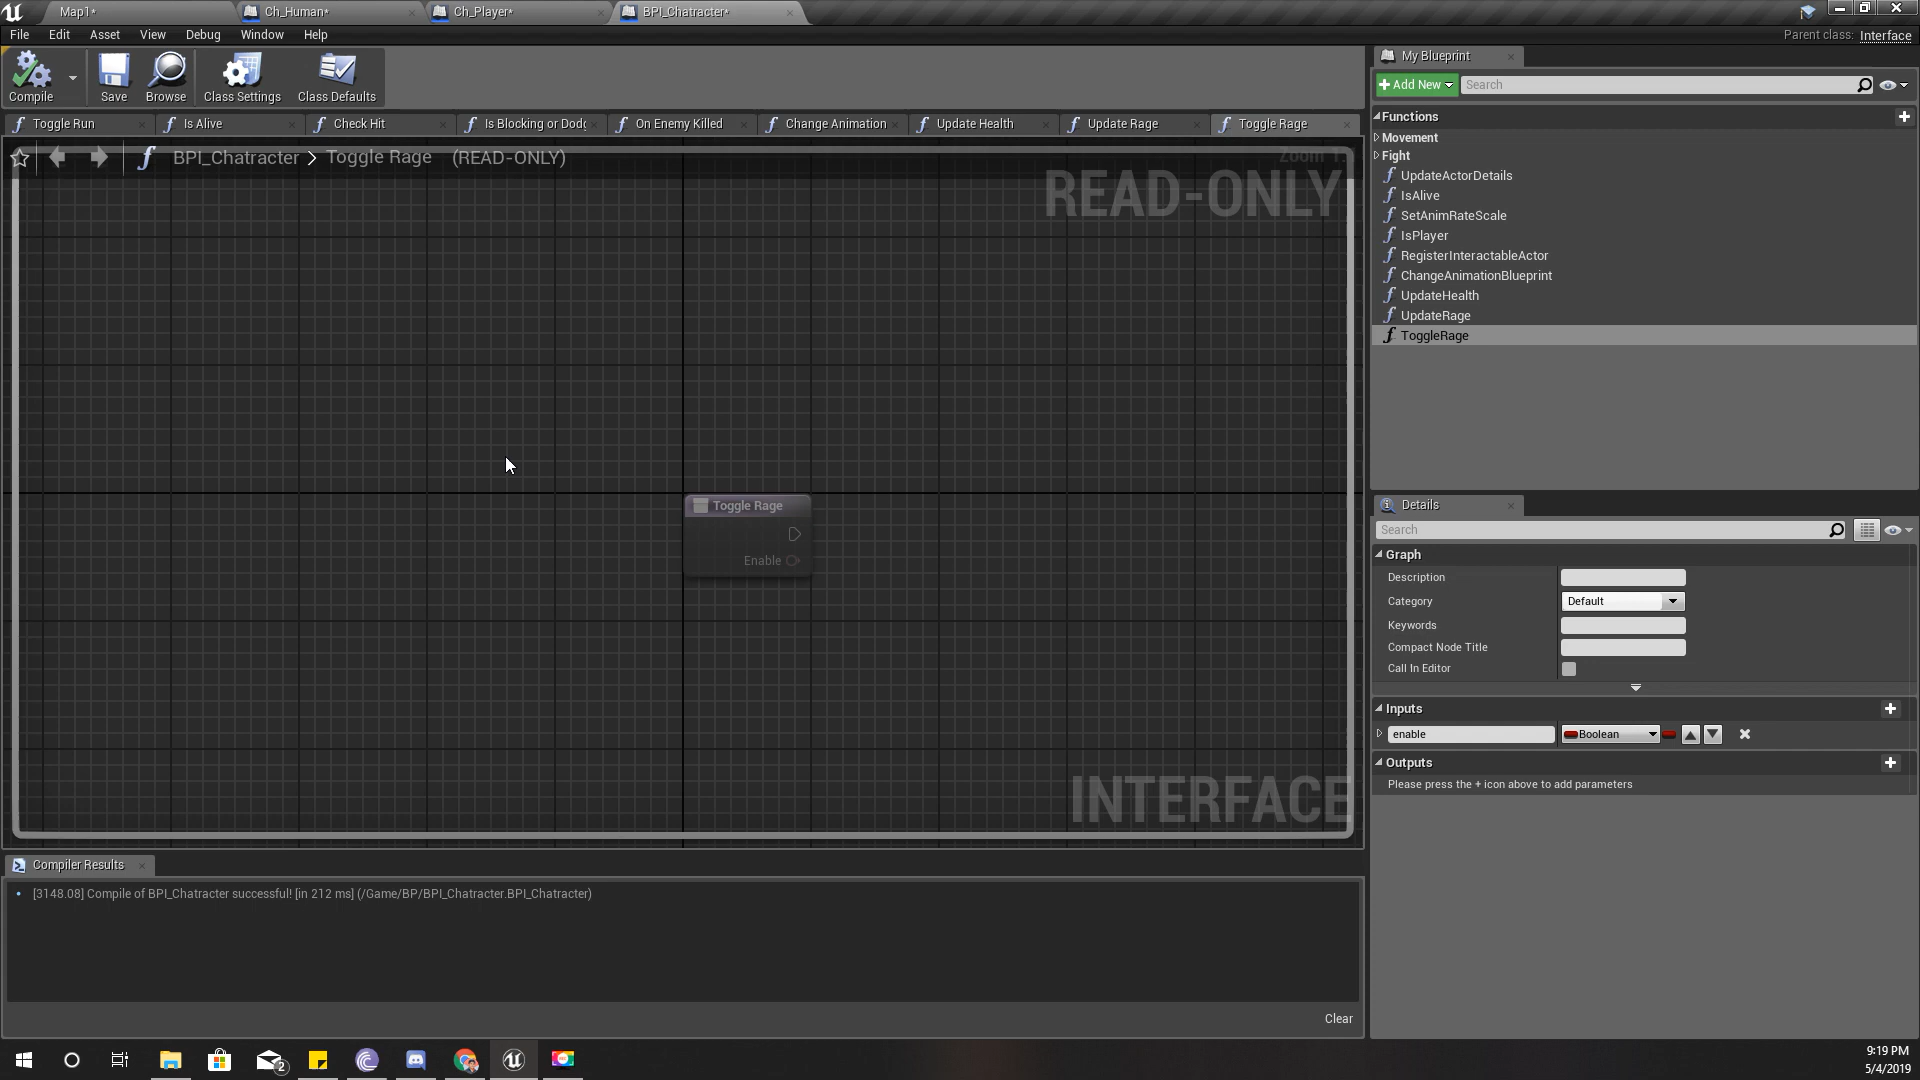 Map1*
Ch_Human*
Ch_Player*
BPI_Chatracter*
File Edit Asset View Debug Window Help
Parent class: Interface
Compile
Save
Browse
Class Settings
Class Defaults
My Blueprint
Add New
Search
Toggle Run
Is Alive
Check Hit
Is Blocking or Dodg
On Enemy Killed
Change Animation
Update Health
Update Rage
Toggle Rage
BPI_Chatracter > Toggle Rage (READ-ONLY)
Zoom 1:1
READ-ONLY
Functions
Movement
Fight
UpdateActorDetails
IsAlive
SetAnimRateScale
IsPlayer
RegisterInteractableActor
ChangeAnimationBlueprint
UpdateHealth
UpdateRage
ToggleRage
Toggle Rage
Enable
INTERFACE
Details
Search
Graph
Description
Category Default
Keywords
Compact Node Title
Call In Editor
Inputs
enable Boolean
Outputs
Please press the + icon above to add parameters
Compiler Results
[3148.08] Compile of BPI_Chatracter successful! [in 212 ms] (/Game/BP/BPI_Chatracter.BPI_Chatracter)
Clear
2
9:19 PM
5/4/2019